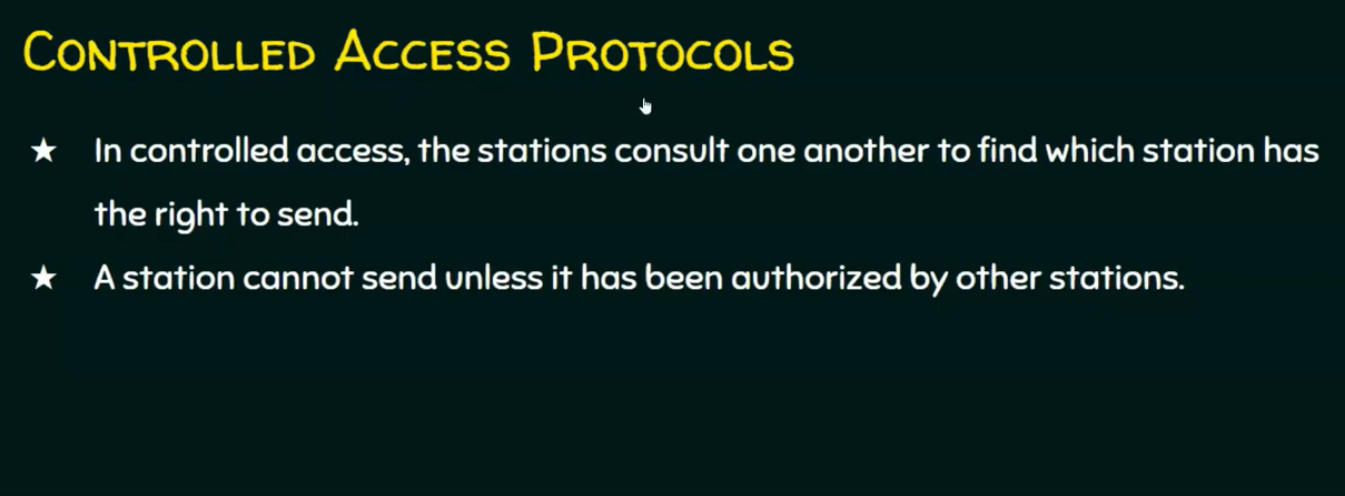 CONTROLLED ACCESS PROTOCOLS
★ In controlled access, the stations consult one another to find which station has
the right to send.
★ A station cannot send unless it has been authorized by other stations.